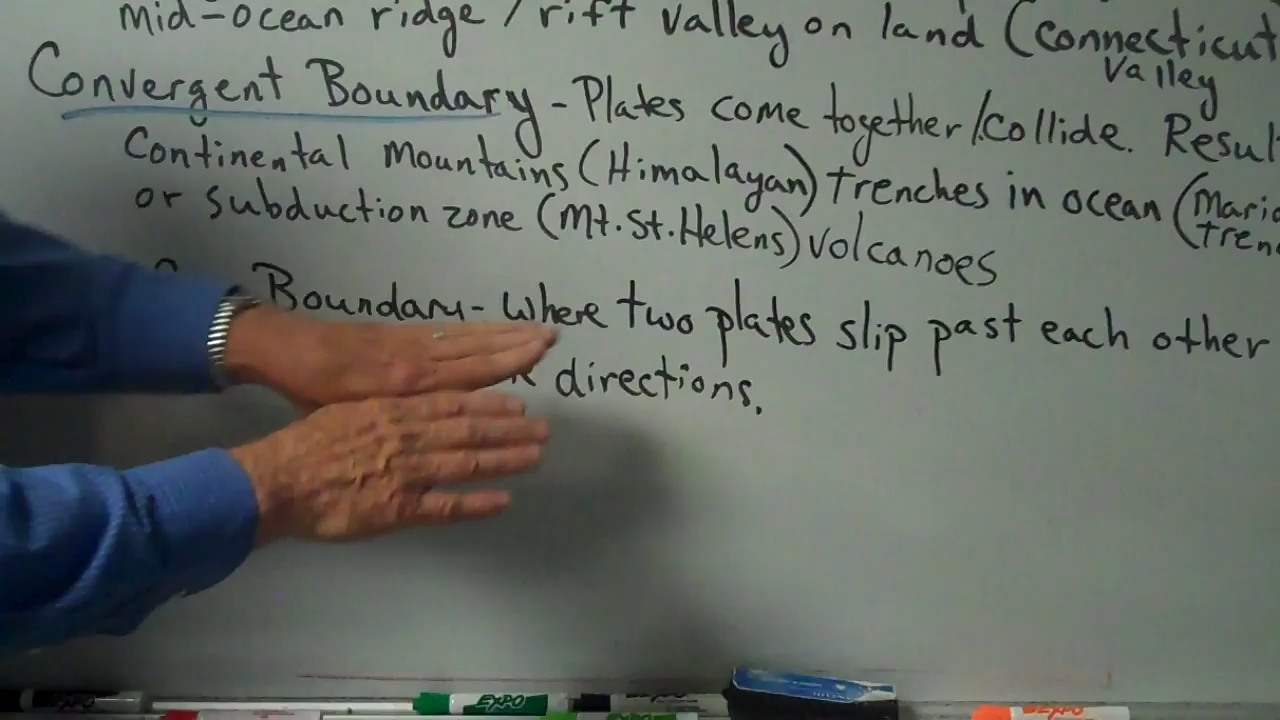 mid-ocean ridge / rift valley on land (Connecticut
Valley
Convergent Boundary - Plates come together/collide. Resul
Continental Mountains (Himalayan) trenches in ocean (Maria
tren
or subduction zone (Mt. St. Helens) volcanoes
Boundary - where two plates slip past each other
directions.
EXPO
EXPO